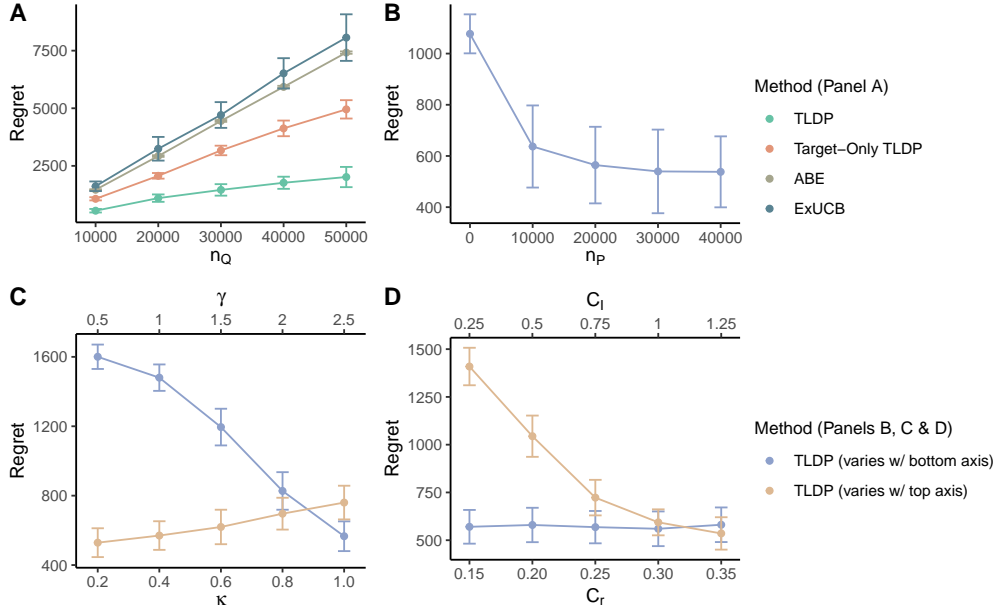 A
Regret
7500
5000
2500
10000 20000 30000 40000 50000
n_Q
B
Regret
1000
800
600
400
0 10000 20000 30000 40000
n_P
Method (Panel A)
TLDP
Target−Only TLDP
ABE
ExUCB
C
γ
0.5 1 1.5 2 2.5
Regret
1600
1200
800
400
0.2 0.4 0.6 0.8 1.0
κ
D
C_l
0.25 0.5 0.75 1 1.25
Regret
1500
1250
1000
750
500
0.15 0.20 0.25 0.30 0.35
C_r
Method (Panels B, C & D)
TLDP (varies w/ bottom axis)
TLDP (varies w/ top axis)